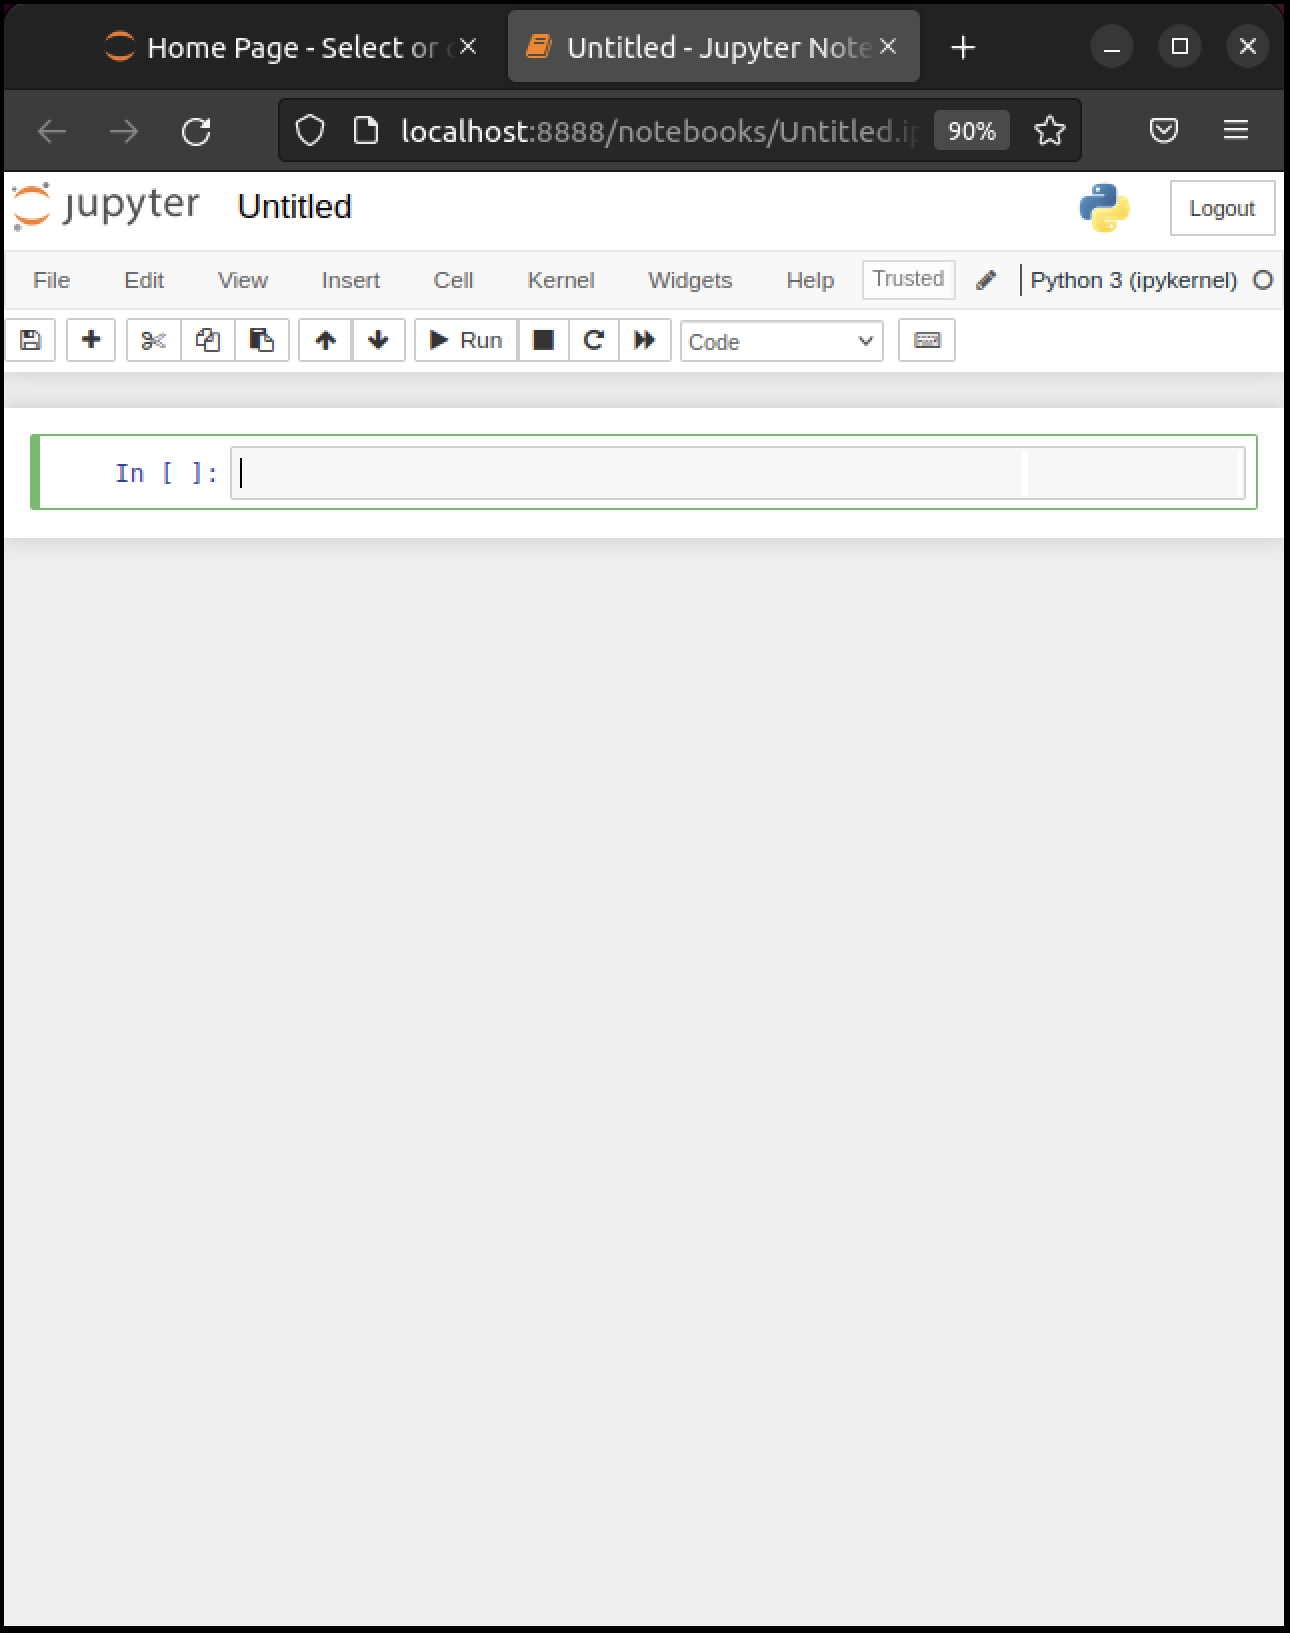 Home Page - Select or Untitled - Jupyter Note
localhost:8888/notebooks/Untitled.ip 90%
jupyter Untitled Logout
File Edit View Insert Cell Kernel Widgets Help Trusted Python 3 (ipykernel)
Run Code
In [ ]: